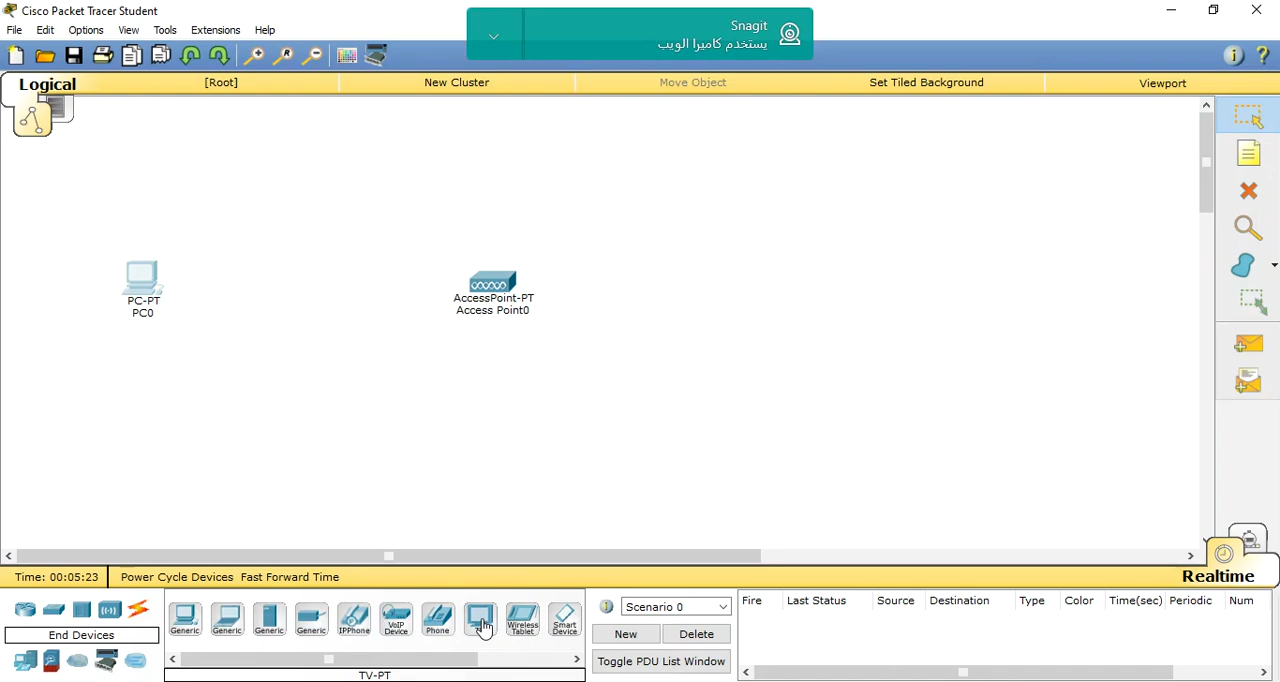 Cisco Packet Tracer Student
File Edit Options View Tools Extensions Help
Snagit
يستخدم كاميرا الويب
Logical [Root] New Cluster Move Object Set Tiled Background Viewport
PC-PT
PC0
AccessPoint-PT
Access Point0
Time: 00:05:23 Power Cycle Devices Fast Forward Time Realtime
End Devices
Generic Generic Generic Generic IPPhone VoIP Device Phone Wireless Tablet Smart Device
TV-PT
Scenario 0
New Delete
Toggle PDU List Window
Fire Last Status Source Destination Type Color Time(sec) Periodic Num